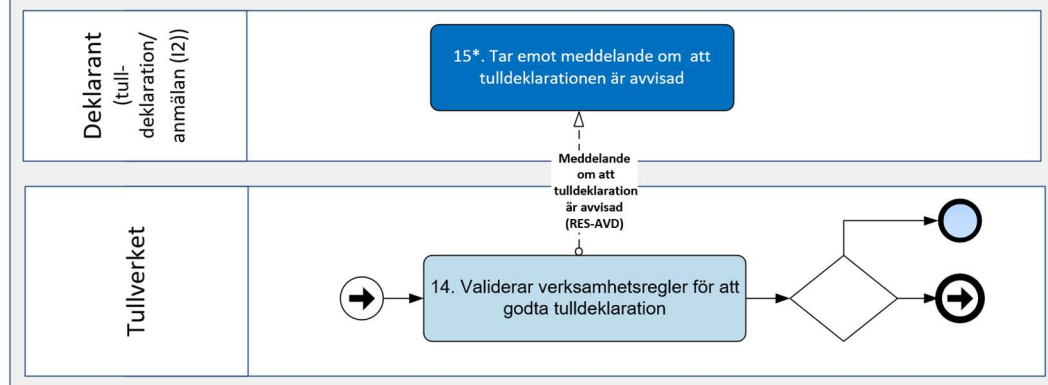 Deklarant
(tull-
deklaration/
anmälan (I2))
15*. Tar emot meddelande om  att
tulldeklarationen är avvisad
Meddelande
om att
tulldeklaration
är avvisad
(RES-AVD)
Tullverket
14. Validerar verksamhetsregler för att
godta tulldeklaration